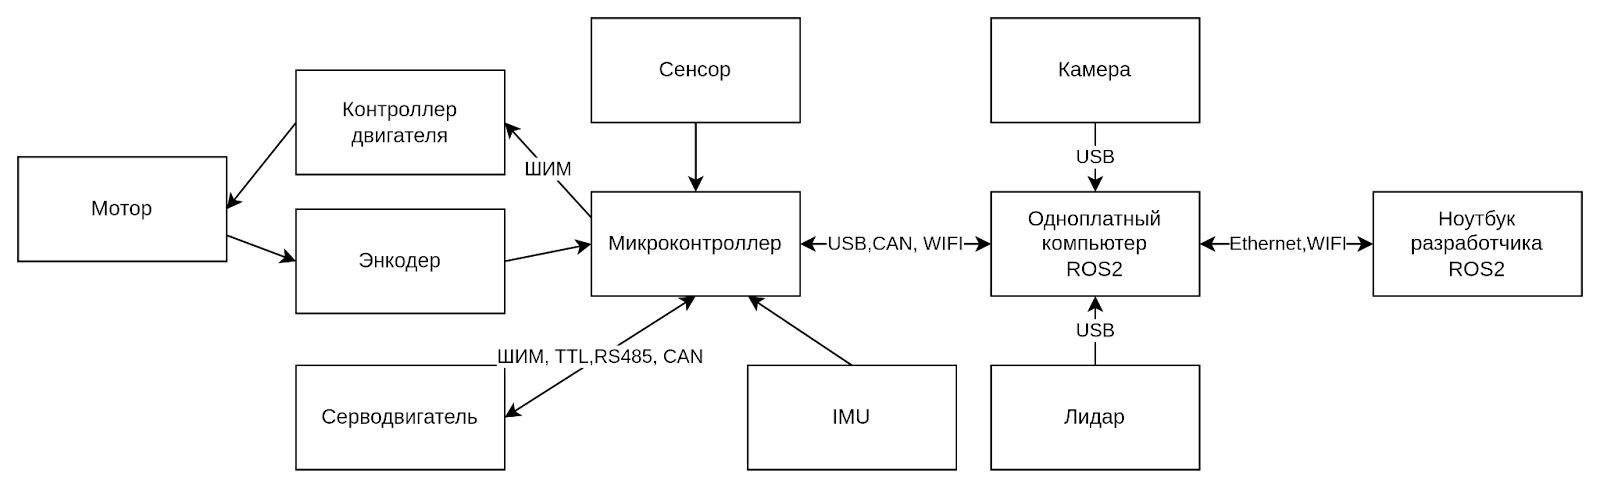 Сенсор
Камера
Контроллер
двигателя
USB
ШИМ
Мотор
Энкодер
Микроконтроллер
USB,CAN, WIFI
Одноплатный
компьютер
ROS2
Ethernet,WIFI
Ноутбук
разработчика
ROS2
USB
ШИМ, TTL,RS485, CAN
Серводвигатель
IMU
Лидар